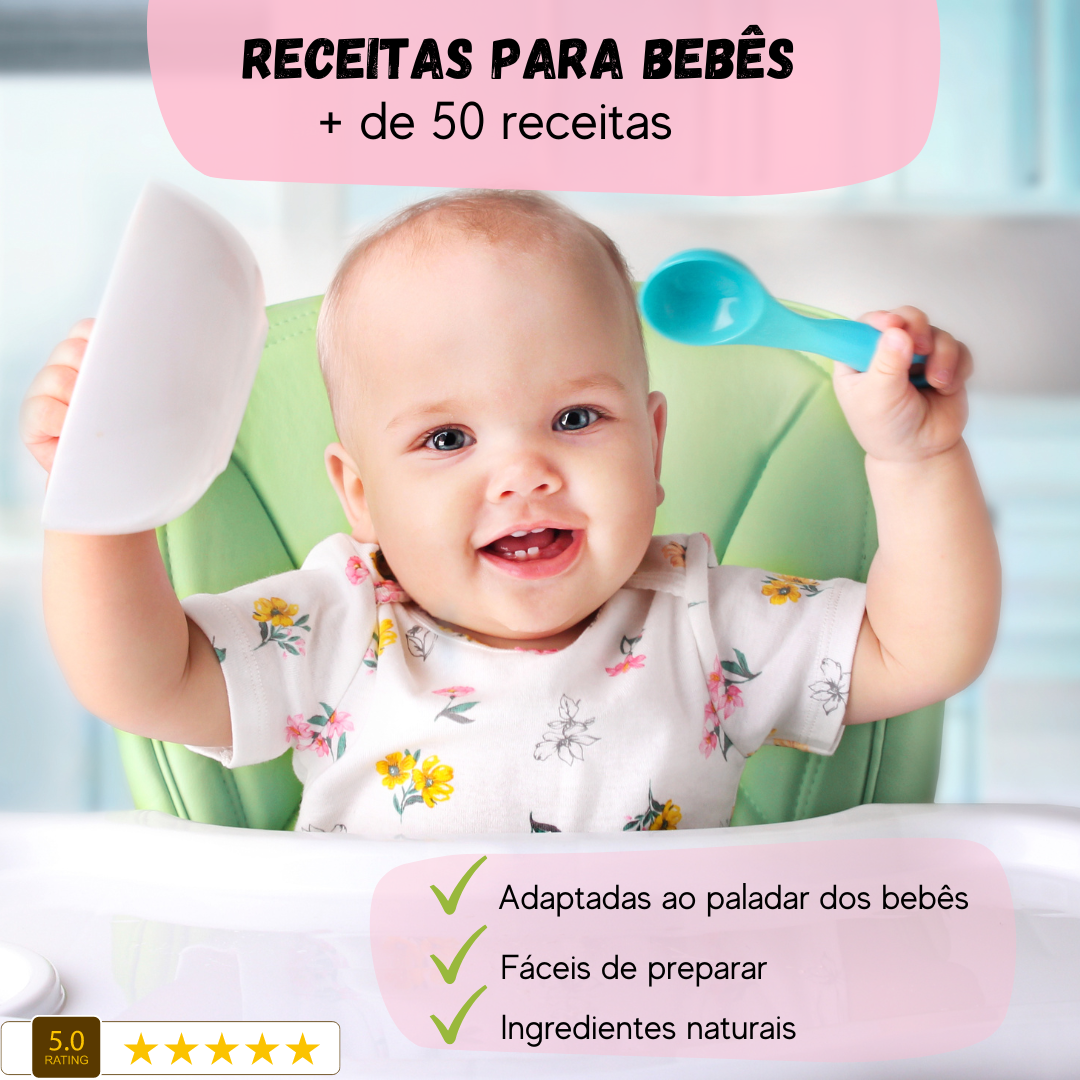 RECEITAS PARA BEBÊS
+ de 50 receitas
Adaptadas ao paladar dos bebês
Fáceis de preparar
Ingredientes naturais
5.0
RATING